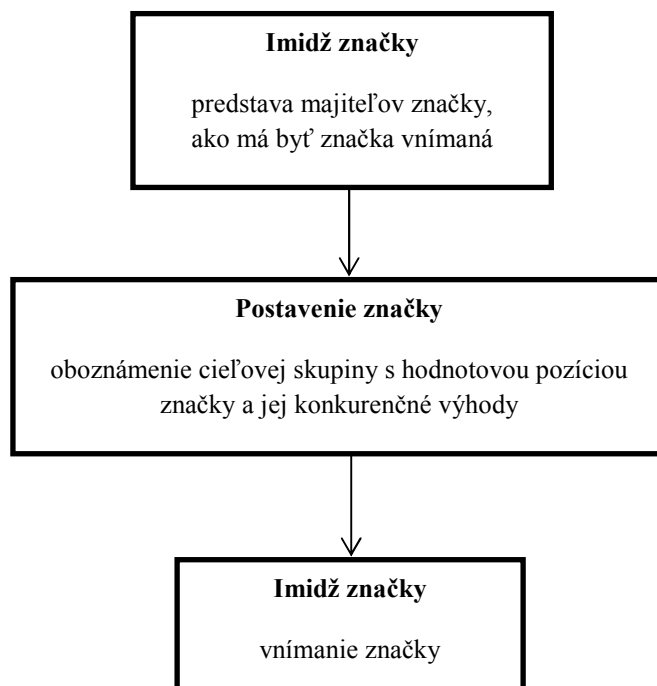 Imidž značky
predstava majiteľov značky,
ako má byť značka vnímaná
Postavenie značky
oboznámenie cieľovej skupiny s hodnotovou pozíciou
značky a jej konkurenčné výhody
Imidž značky
vnímanie značky